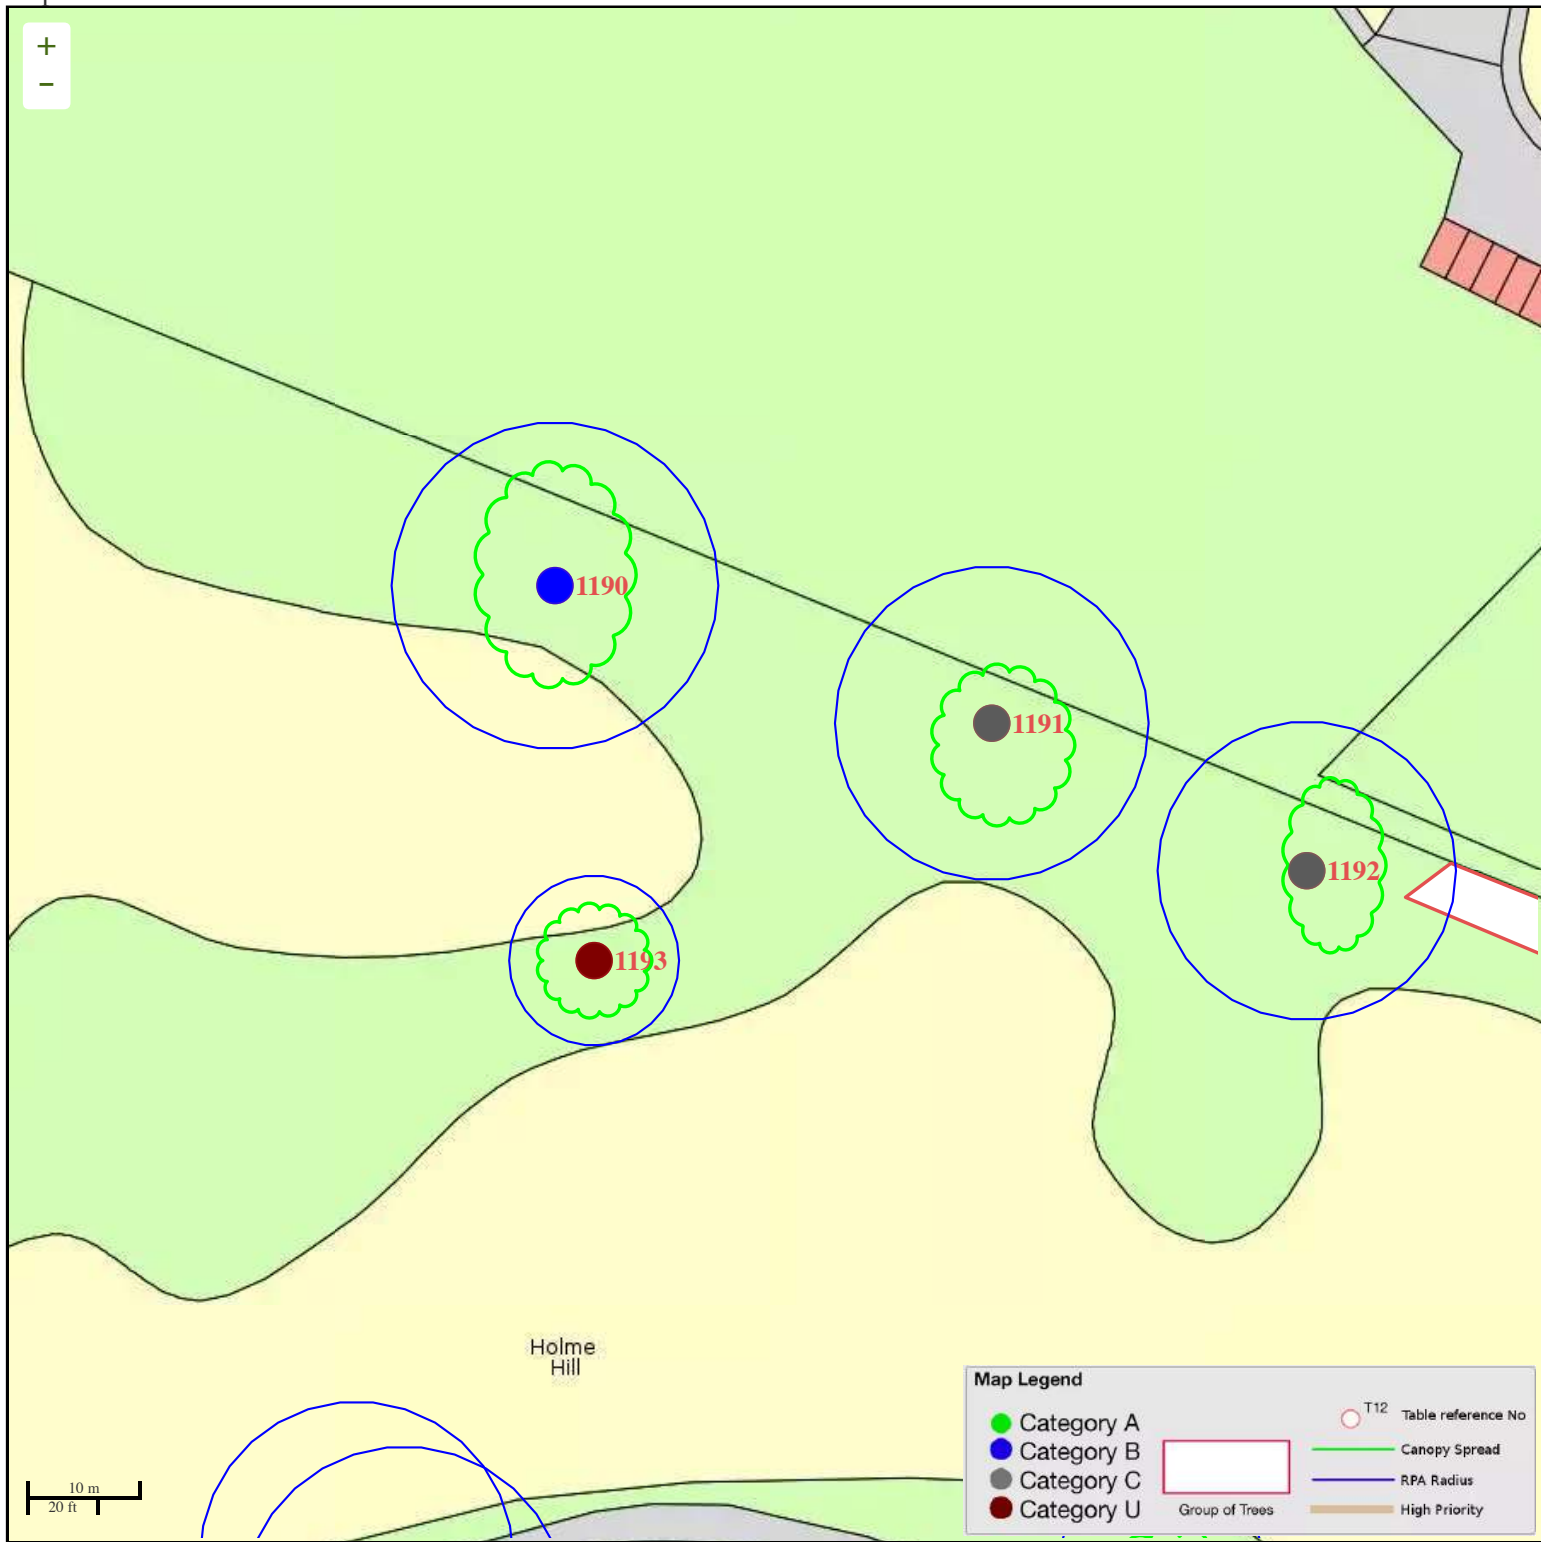 +
−
1190
1191
1192
1193
Holme
Hill
10 m
20 ft
Map Legend
Category A
Category B
Category C
Category U
Group of Trees
T12 Table reference No
Canopy Spread
RPA Radius
High Priority